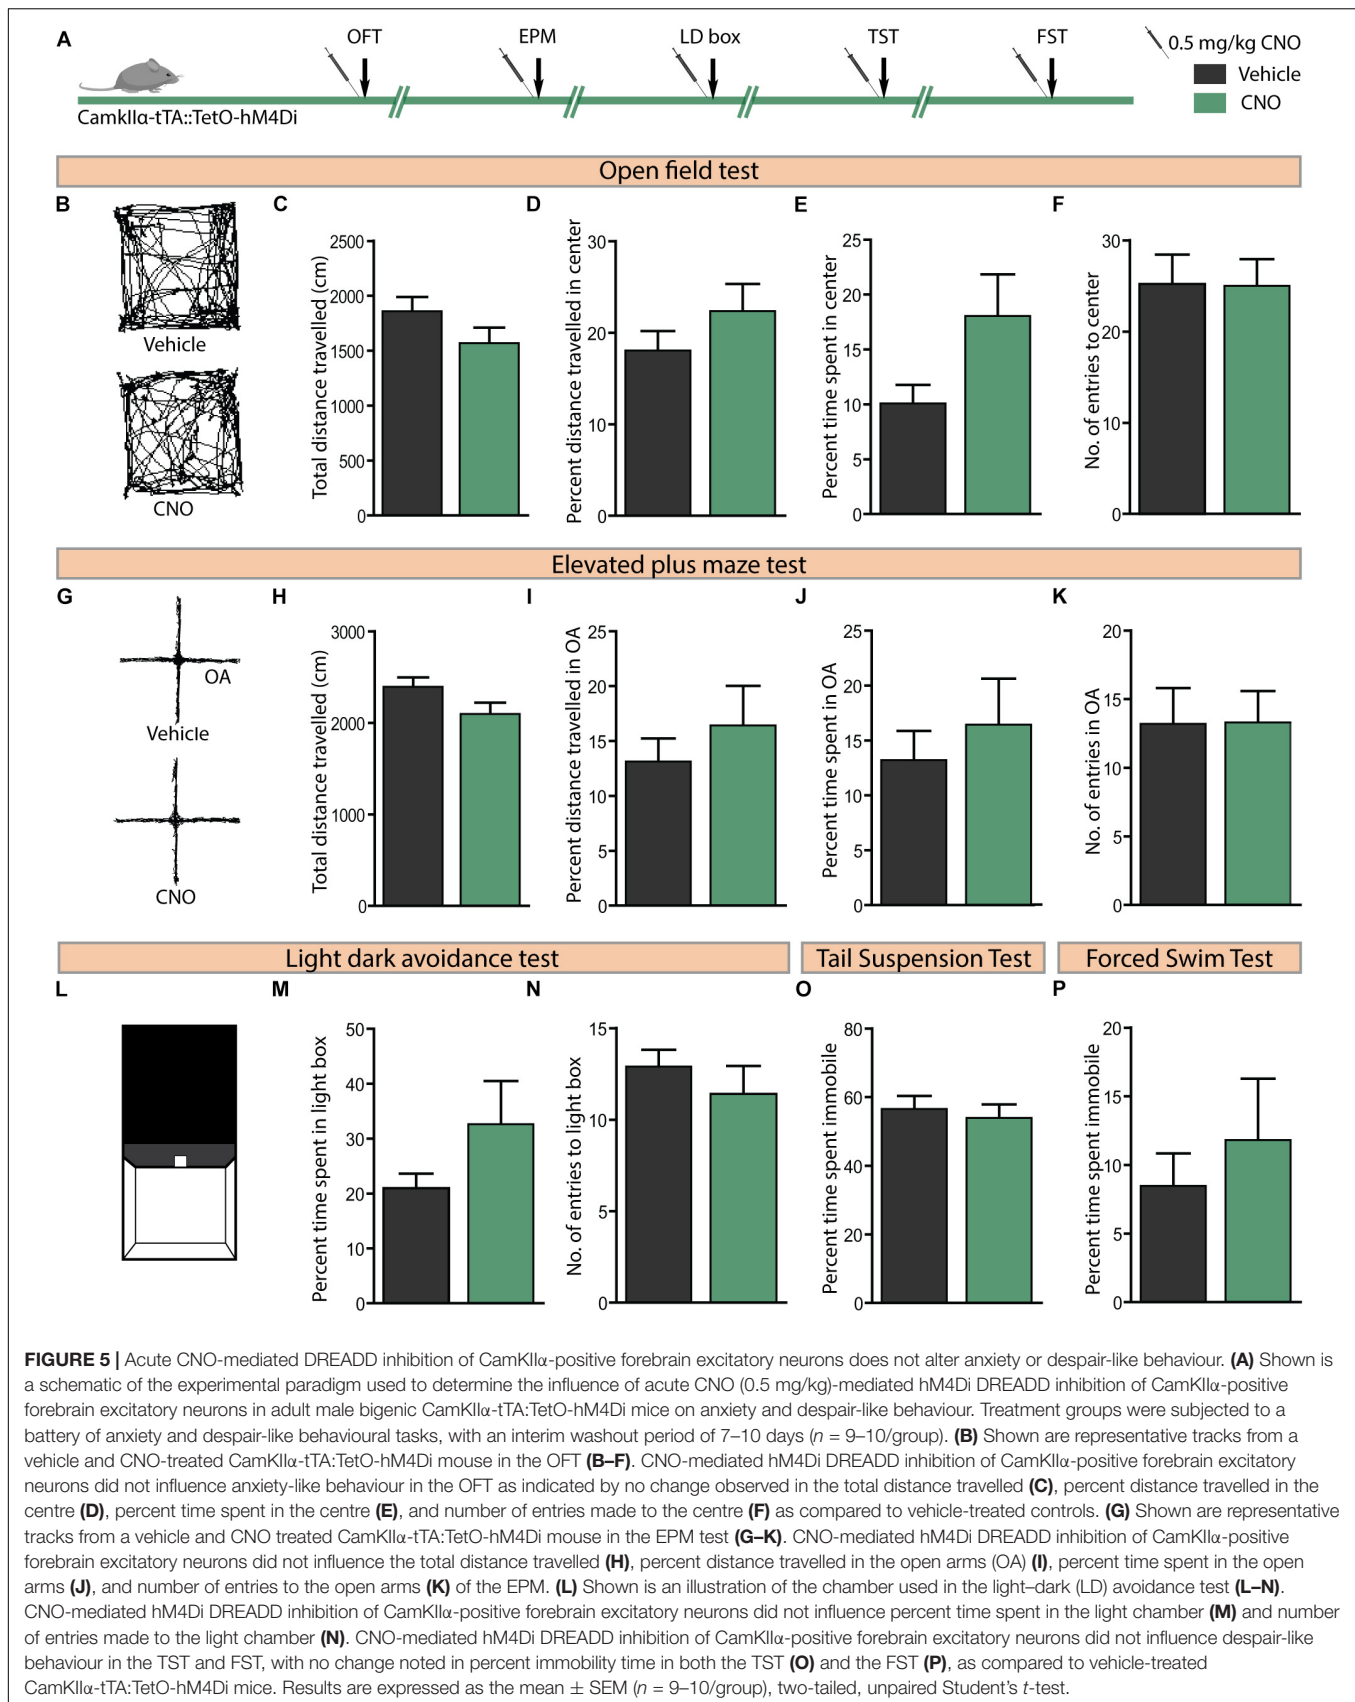 A
OFT
EPM
LD box
TST
FST
0.5 mg/kg CNO
Vehicle
CNO
CamkIIα-tTA::TetO-hM4Di
Open field test
B
Vehicle
CNO
C
Total distance travelled (cm)
2500
2000
1500
1000
500
0
D
Percent distance travelled in center
30
20
10
0
E
Percent time spent in center
25
20
15
10
5
0
F
No. of entries to center
30
20
10
0
Elevated plus maze test
G
OA
Vehicle
CNO
H
Total distance travelled (cm)
3000
2000
1000
0
I
Percent distance travelled in OA
25
20
15
10
5
0
J
Percent time spent in OA
25
20
15
10
5
0
K
No. of entries in OA
20
15
10
5
0
Light dark avoidance test
Tail Suspension Test
Forced Swim Test
L
M
Percent time spent in light box
50
40
30
20
10
0
N
No. of entries to light box
15
10
5
0
O
Percent time spent immobile
80
60
40
20
0
P
Percent time spent immobile
20
15
10
5
0
FIGURE 5 | Acute CNO-mediated DREADD inhibition of CamKIIα-positive forebrain excitatory neurons does not alter anxiety or despair-like behaviour. (A) Shown is
a schematic of the experimental paradigm used to determine the influence of acute CNO (0.5 mg/kg)-mediated hM4Di DREADD inhibition of CamKIIα-positive
forebrain excitatory neurons in adult male bigenic CamKIIα-tTA:TetO-hM4Di mice on anxiety and despair-like behaviour. Treatment groups were subjected to a
battery of anxiety and despair-like behavioural tasks, with an interim washout period of 7–10 days (n = 9–10/group). (B) Shown are representative tracks from a
vehicle and CNO-treated CamKIIα-tTA:TetO-hM4Di mouse in the OFT (B–F). CNO-mediated hM4Di DREADD inhibition of CamKIIα-positive forebrain excitatory
neurons did not influence anxiety-like behaviour in the OFT as indicated by no change observed in the total distance travelled (C), percent distance travelled in the
centre (D), percent time spent in the centre (E), and number of entries made to the centre (F) as compared to vehicle-treated controls. (G) Shown are representative
tracks from a vehicle and CNO treated CamKIIα-tTA:TetO-hM4Di mouse in the EPM test (G–K). CNO-mediated hM4Di DREADD inhibition of CamKIIα-positive
forebrain excitatory neurons did not influence the total distance travelled (H), percent distance travelled in the open arms (OA) (I), percent time spent in the open
arms (J), and number of entries to the open arms (K) of the EPM. (L) Shown is an illustration of the chamber used in the light–dark (LD) avoidance test (L–N).
CNO-mediated hM4Di DREADD inhibition of CamKIIα-positive forebrain excitatory neurons did not influence percent time spent in the light chamber (M) and number
of entries made to the light chamber (N). CNO-mediated hM4Di DREADD inhibition of CamKIIα-positive forebrain excitatory neurons did not influence despair-like
behaviour in the TST and FST, with no change noted in percent immobility time in both the TST (O) and the FST (P), as compared to vehicle-treated
CamKIIα-tTA:TetO-hM4Di mice. Results are expressed as the mean ± SEM (n = 9–10/group), two-tailed, unpaired Student's t-test.